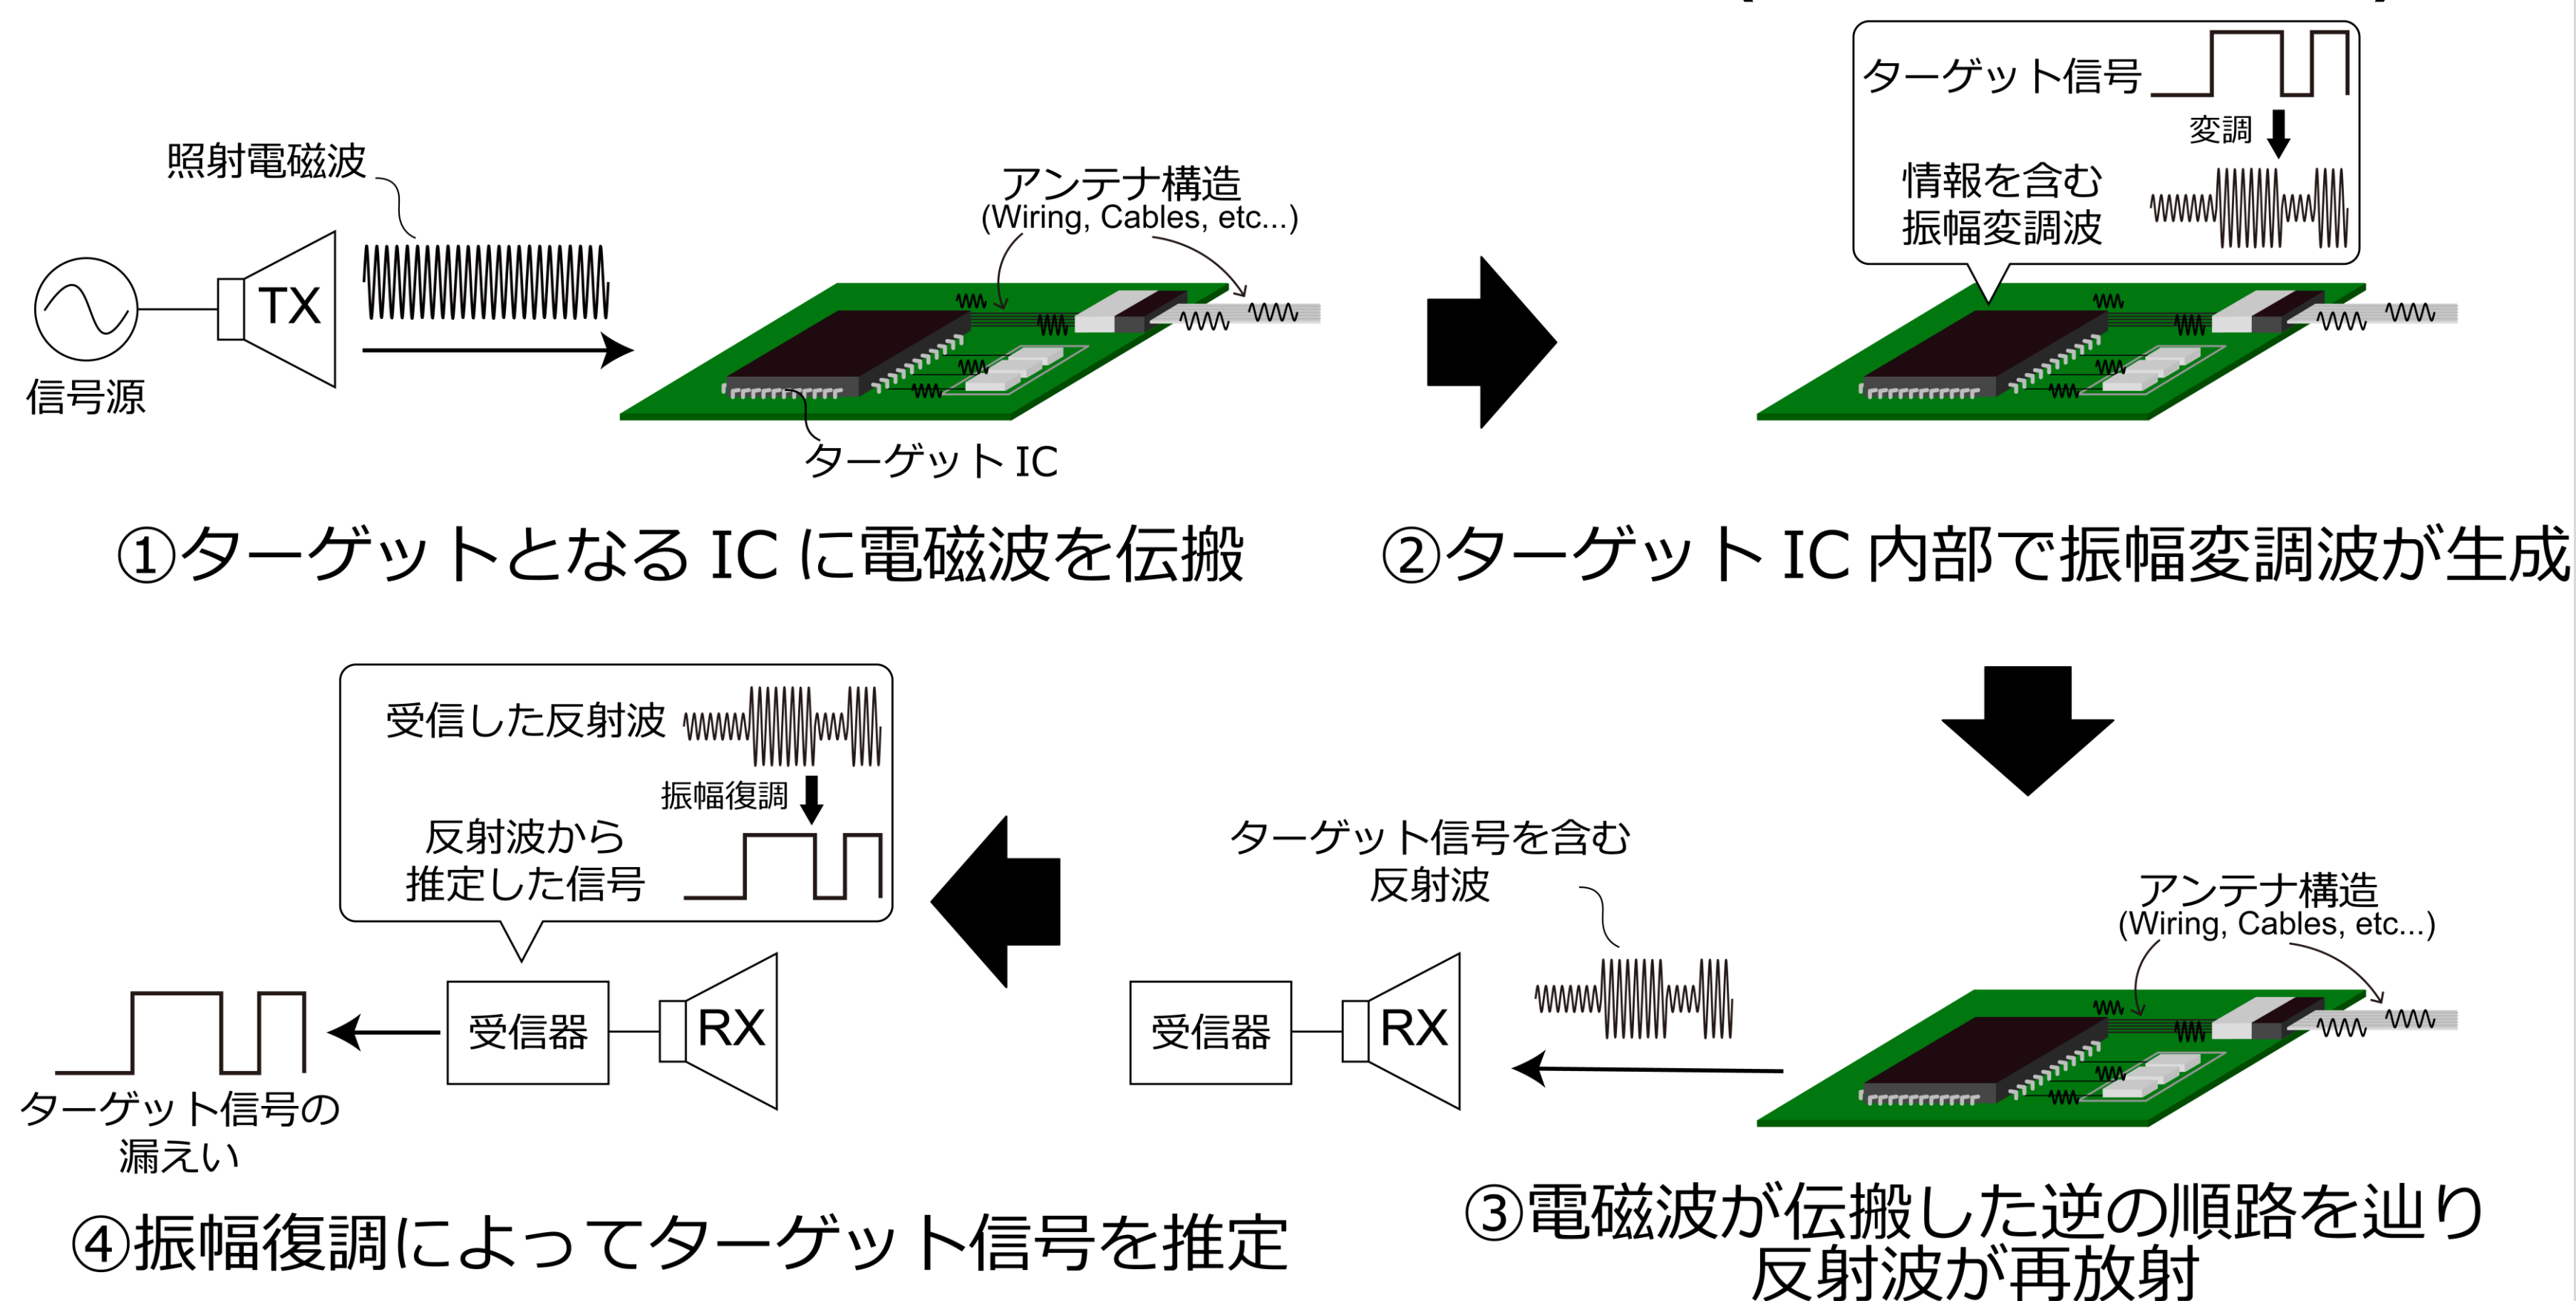 照射電磁波
TX
信号源
アンテナ構造
(Wiring, Cables, etc...)
ターゲット IC
①ターゲットとなる IC に電磁波を伝搬
ターゲット信号
変調
情報を含む
振幅変調波
②ターゲット IC 内部で振幅変調波が生成
ターゲット信号を含む
反射波
受信器
RX
アンテナ構造
(Wiring, Cables, etc...)
③電磁波が伝搬した逆の順路を辿り
反射波が再放射
受信した反射波
振幅復調
反射波から
推定した信号
受信器
RX
ターゲット信号の
漏えい
④振幅復調によってターゲット信号を推定